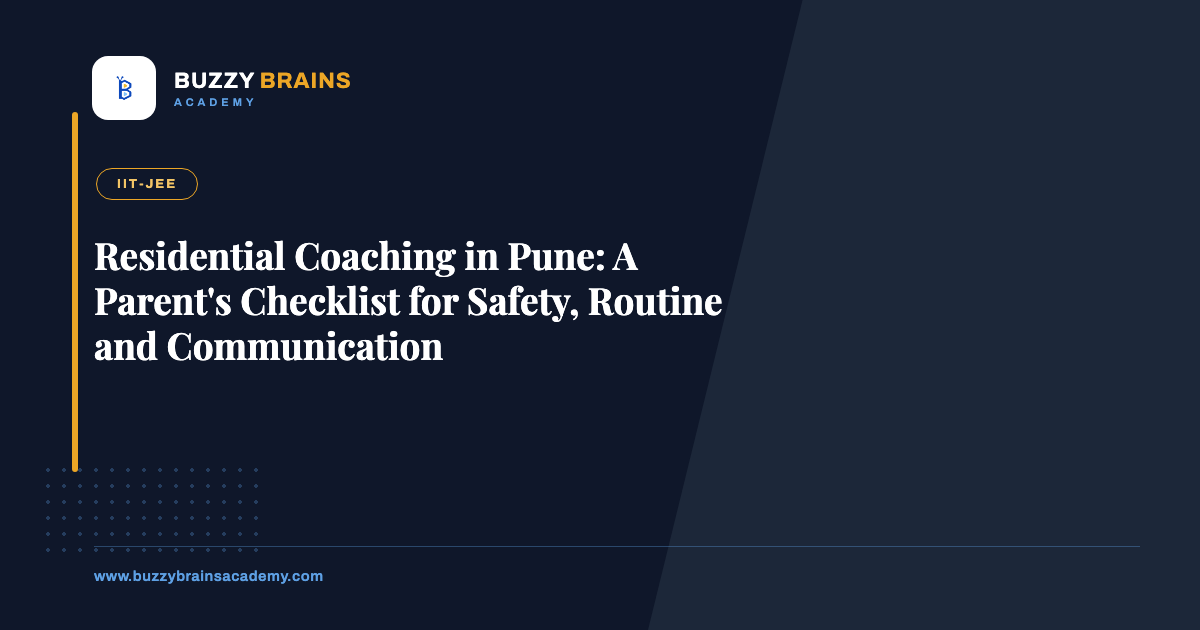 BUZZY BRAINS
ACADEMY
IIT-JEE
Residential Coaching in Pune: A
Parent's Checklist for Safety, Routine
and Communication
www.buzzybrainsacademy.com